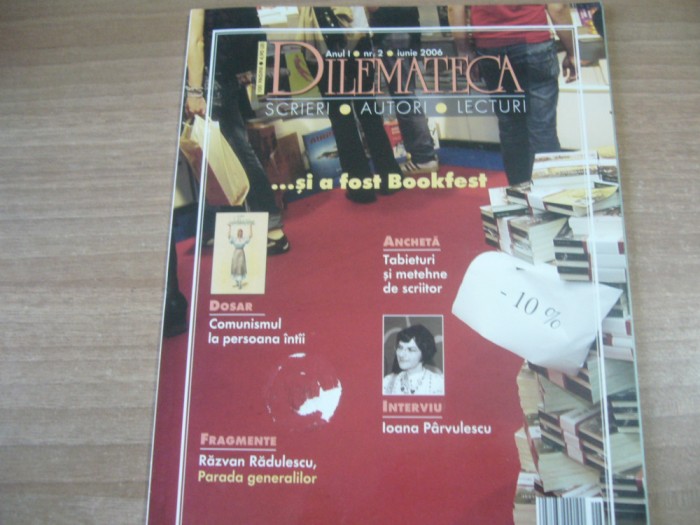 Anul I • nr. 2 • iunie 2006
DILEMATECA
SCRIERI • AUTORI • LECTURI
...și a fost Bookfest
ANCHETĂ
Tabieturi
și metehne
de scriitor
- 10 %
DOSAR
Comunismul
la persoana întîi
INTERVIU
Ioana Pârvulescu
FRAGMENTE
Răzvan Rădulescu,
Parada generalilor